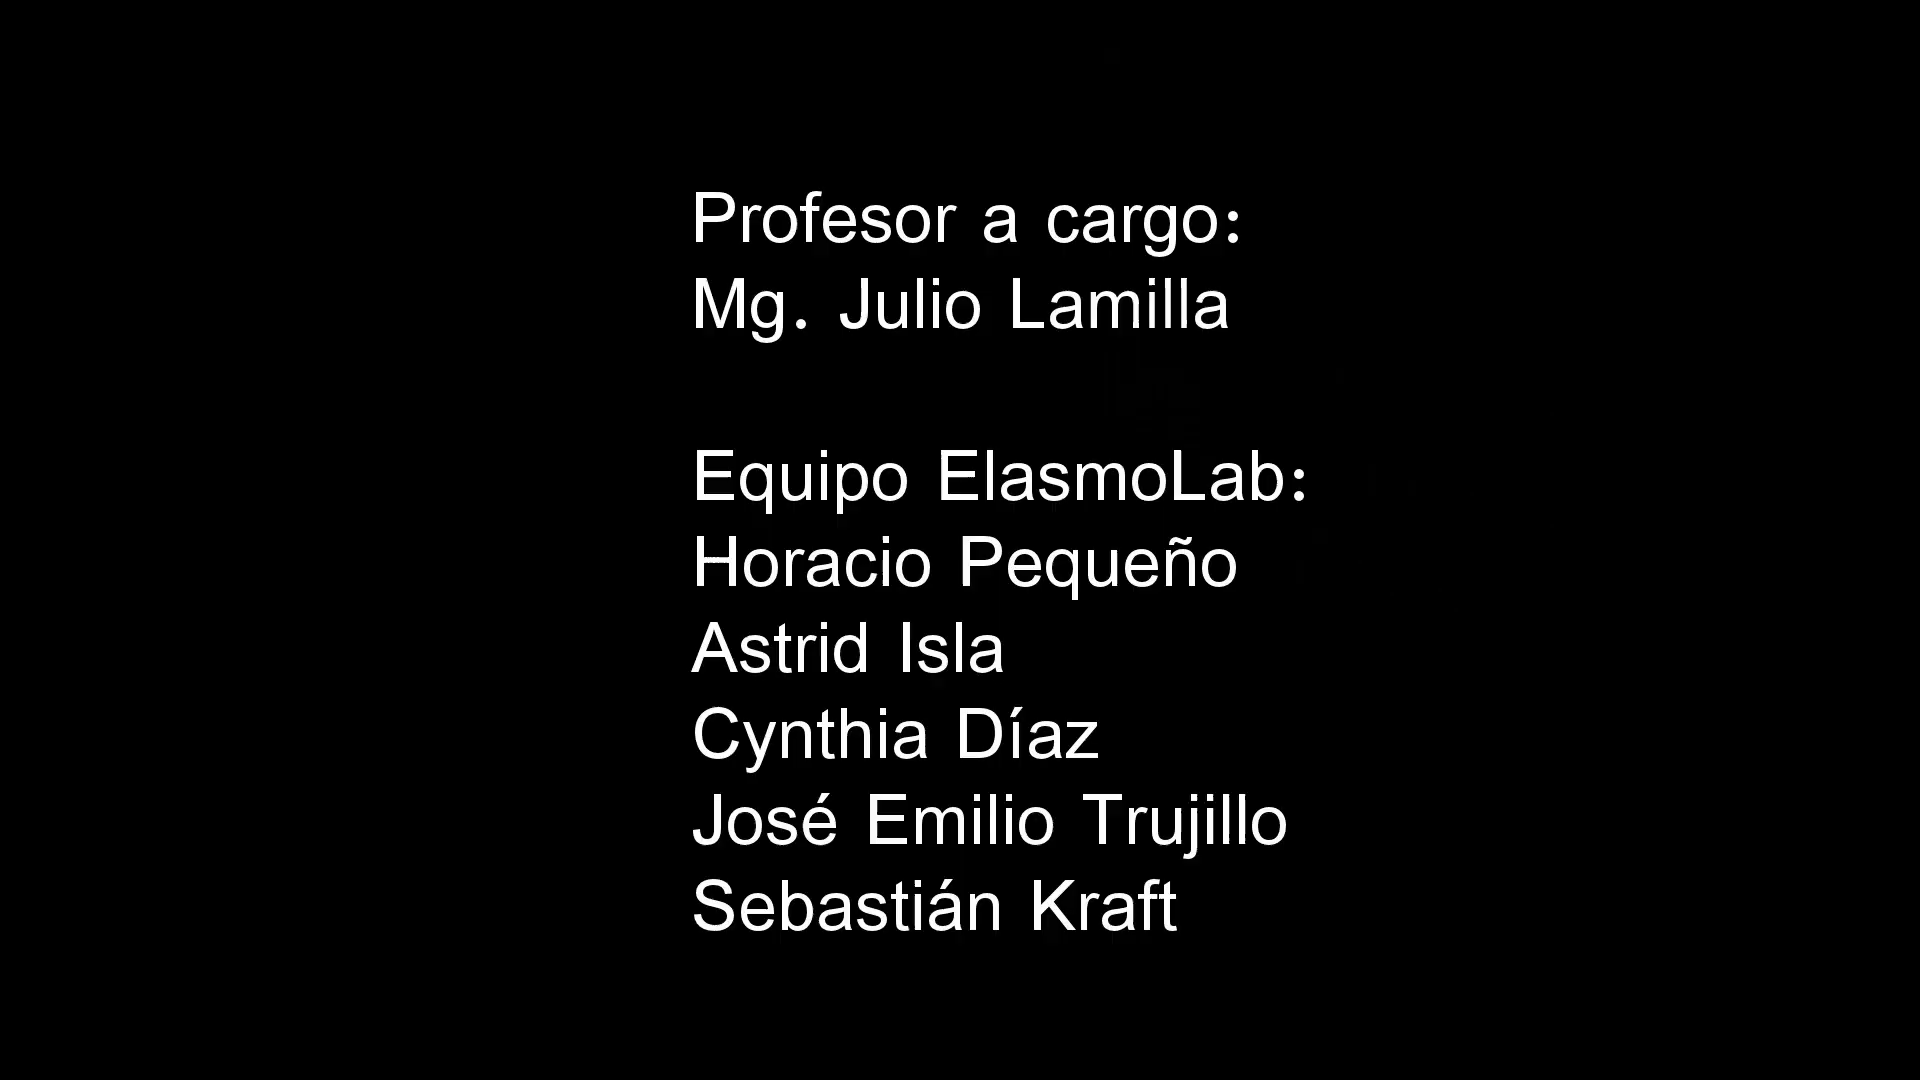 Profesor a cargo:
Mg. Julio Lamilla
Equipo ElasmoLab:
Horacio Pequeño
Astrid Isla
Cynthia Díaz
José Emilio Trujillo
Sebastián Kraft